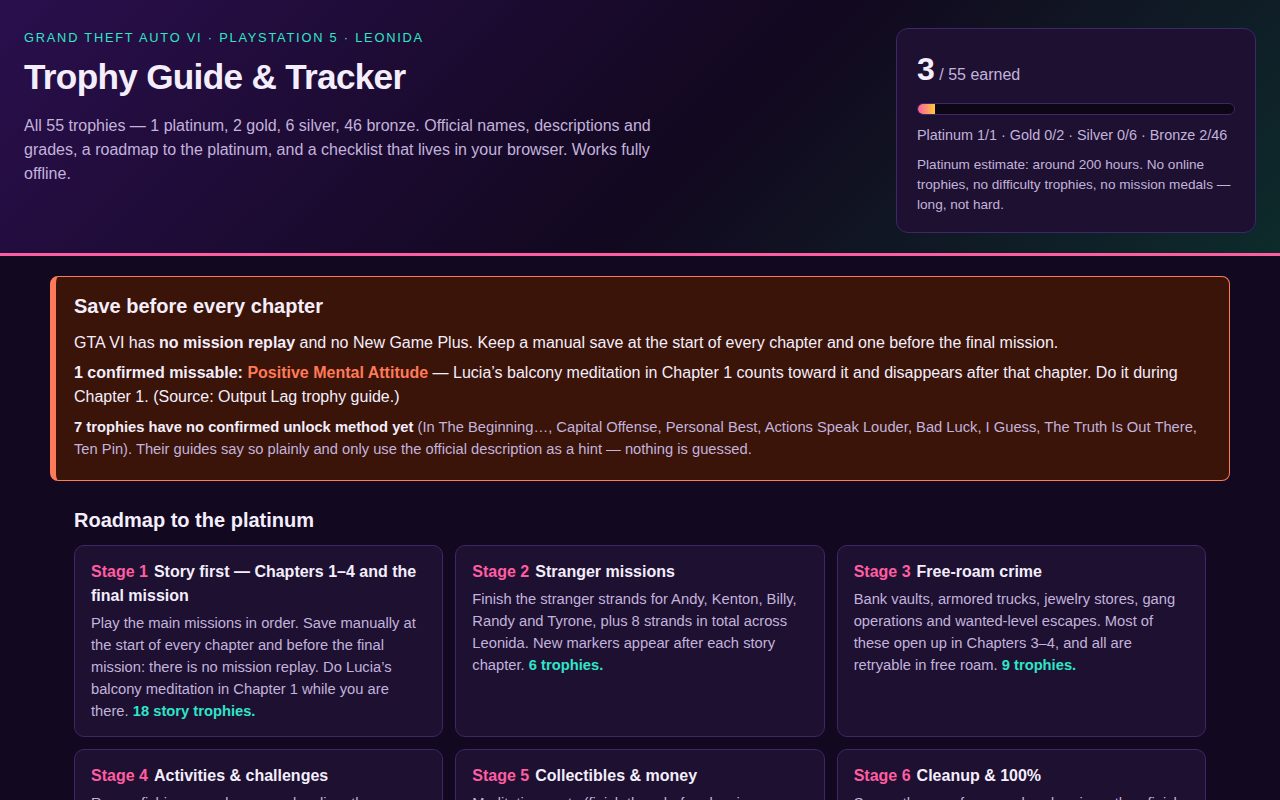 GRAND THEFT AUTO VI · PLAYSTATION 5 · LEONIDA
Trophy Guide & Tracker
All 55 trophies — 1 platinum, 2 gold, 6 silver, 46 bronze. Official names, descriptions and
grades, a roadmap to the platinum, and a checklist that lives in your browser. Works fully
offline.
3 / 55 earned
Platinum 1/1 · Gold 0/2 · Silver 0/6 · Bronze 2/46
Platinum estimate: around 200 hours. No online
trophies, no difficulty trophies, no mission medals —
long, not hard.
Save before every chapter
GTA VI has no mission replay and no New Game Plus. Keep a manual save at the start of every chapter and one before the final mission.
1 confirmed missable: Positive Mental Attitude — Lucia’s balcony meditation in Chapter 1 counts toward it and disappears after that chapter. Do it during
Chapter 1. (Source: Output Lag trophy guide.)
7 trophies have no confirmed unlock method yet (In The Beginning…, Capital Offense, Personal Best, Actions Speak Louder, Bad Luck, I Guess, The Truth Is Out There,
Ten Pin). Their guides say so plainly and only use the official description as a hint — nothing is guessed.
Roadmap to the platinum
Stage 1 Story first — Chapters 1–4 and the
final mission
Play the main missions in order. Save manually at
the start of every chapter and before the final
mission: there is no mission replay. Do Lucia’s
balcony meditation in Chapter 1 while you are
there. 18 story trophies.
Stage 2 Stranger missions
Finish the stranger strands for Andy, Kenton, Billy,
Randy and Tyrone, plus 8 strands in total across
Leonida. New markers appear after each story
chapter. 6 trophies.
Stage 3 Free-roam crime
Bank vaults, armored trucks, jewelry stores, gang
operations and wanted-level escapes. Most of
these open up in Chapters 3–4, and all are
retryable in free roam. 9 trophies.
Stage 4 Activities & challenges
Stage 5 Collectibles & money
Stage 6 Cleanup & 100%